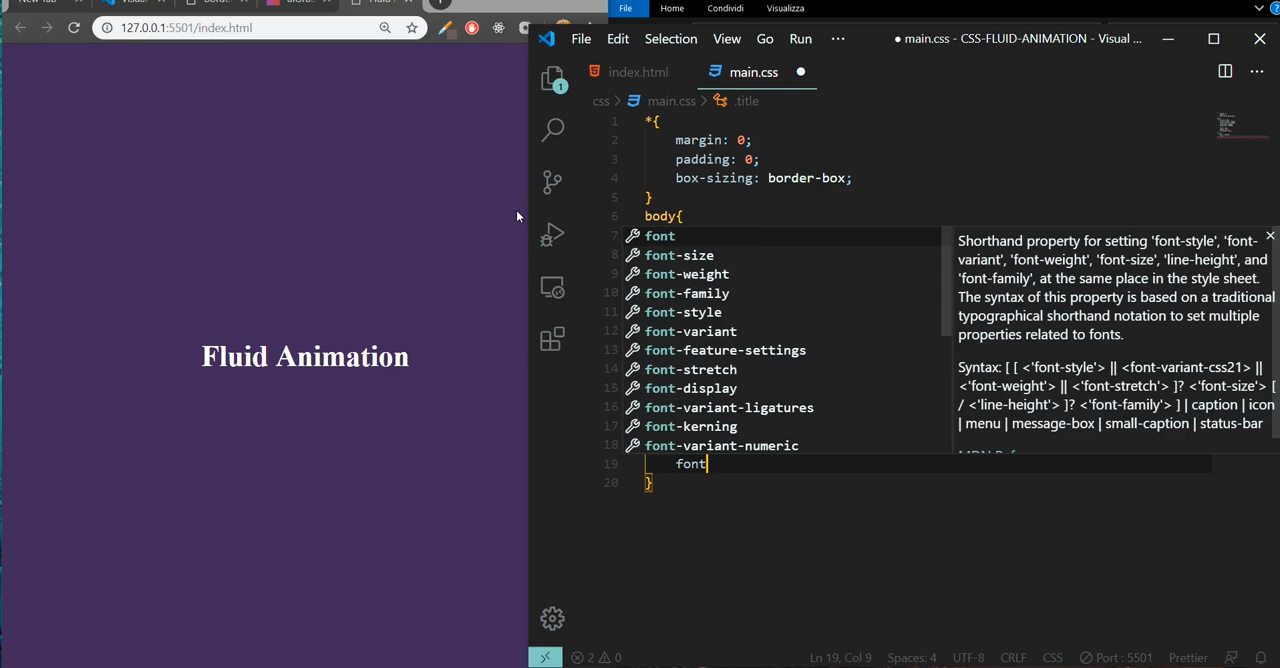 127.0.0.1:5501/index.html
Fluid Animation
File Home Condividi Visualizza
File Edit Selection View Go Run ··· ● main.css - CSS-FLUID-ANIMATION - Visual ...
index.html main.css
1
css > main.css > .title
1 *{
2 margin: 0;
3 padding: 0;
4 box-sizing: border-box;
5 }
6 body{
7 font
8 font-size
9 font-weight
10 font-family
11 font-style
12 font-variant
13 font-feature-settings
14 font-stretch
15 font-display
16 font-variant-ligatures
17 font-kerning
18 font-variant-numeric
19 font
20 }
Shorthand property for setting 'font-style', 'font-
variant', 'font-weight', 'font-size', 'line-height', and
'font-family', at the same place in the style sheet.
The syntax of this property is based on a traditional
typographical shorthand notation to set multiple
properties related to fonts.
Syntax: [ [ <'font-style'> || <font-variant-css21> ||
<'font-weight'> || <'font-stretch'> ]? <'font-size'> [
/ <'line-height'> ]? <'font-family'> ] | caption | icon
| menu | message-box | small-caption | status-bar
2 0 Ln 19, Col 9 Spaces: 4 UTF-8 CRLF CSS Port : 5501 Prettier